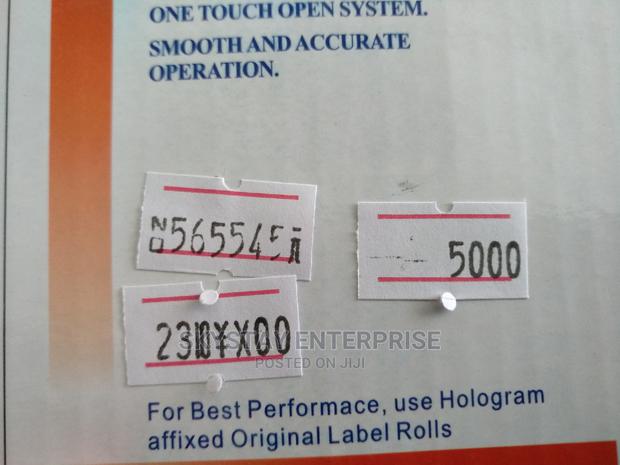 ONE TOUCH OPEN SYSTEM.
SMOOTH AND ACCURATE
OPERATION.
5000
For Best Performace, use Hologram
affixed Original Label Rolls
SKYSTAV ENTERPRISE
POSTED ON JIJI